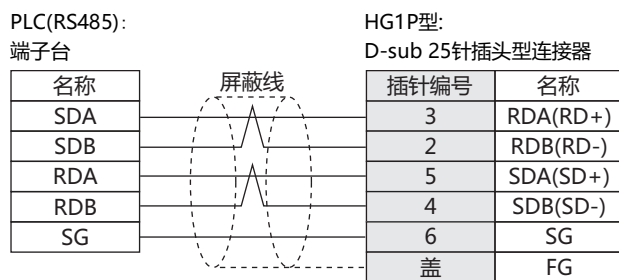 PLC(RS485):
端子台
HG1P型:
D-sub 25针插头型连接器
屏蔽线
名称
SDA
SDB
RDA
RDB
SG
插针编号 名称
3 RDA(RD+)
2 RDB(RD-)
5 SDA(SD+)
4 SDB(SD-)
6 SG
盖 FG